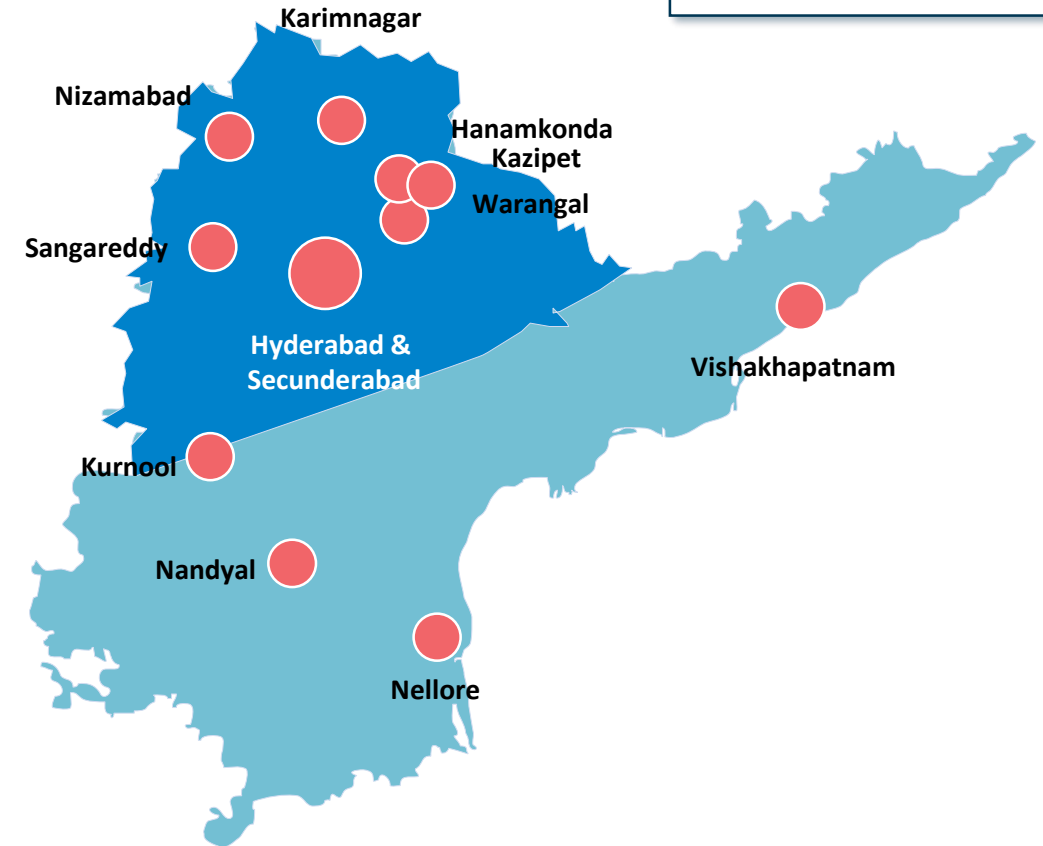 Karimnagar
Nizamabad
Hanamkonda
Kazipet
Warangal
Sangareddy
Hyderabad &
Secunderabad
Vishakhapatnam
Kurnool
Nandyal
Nellore